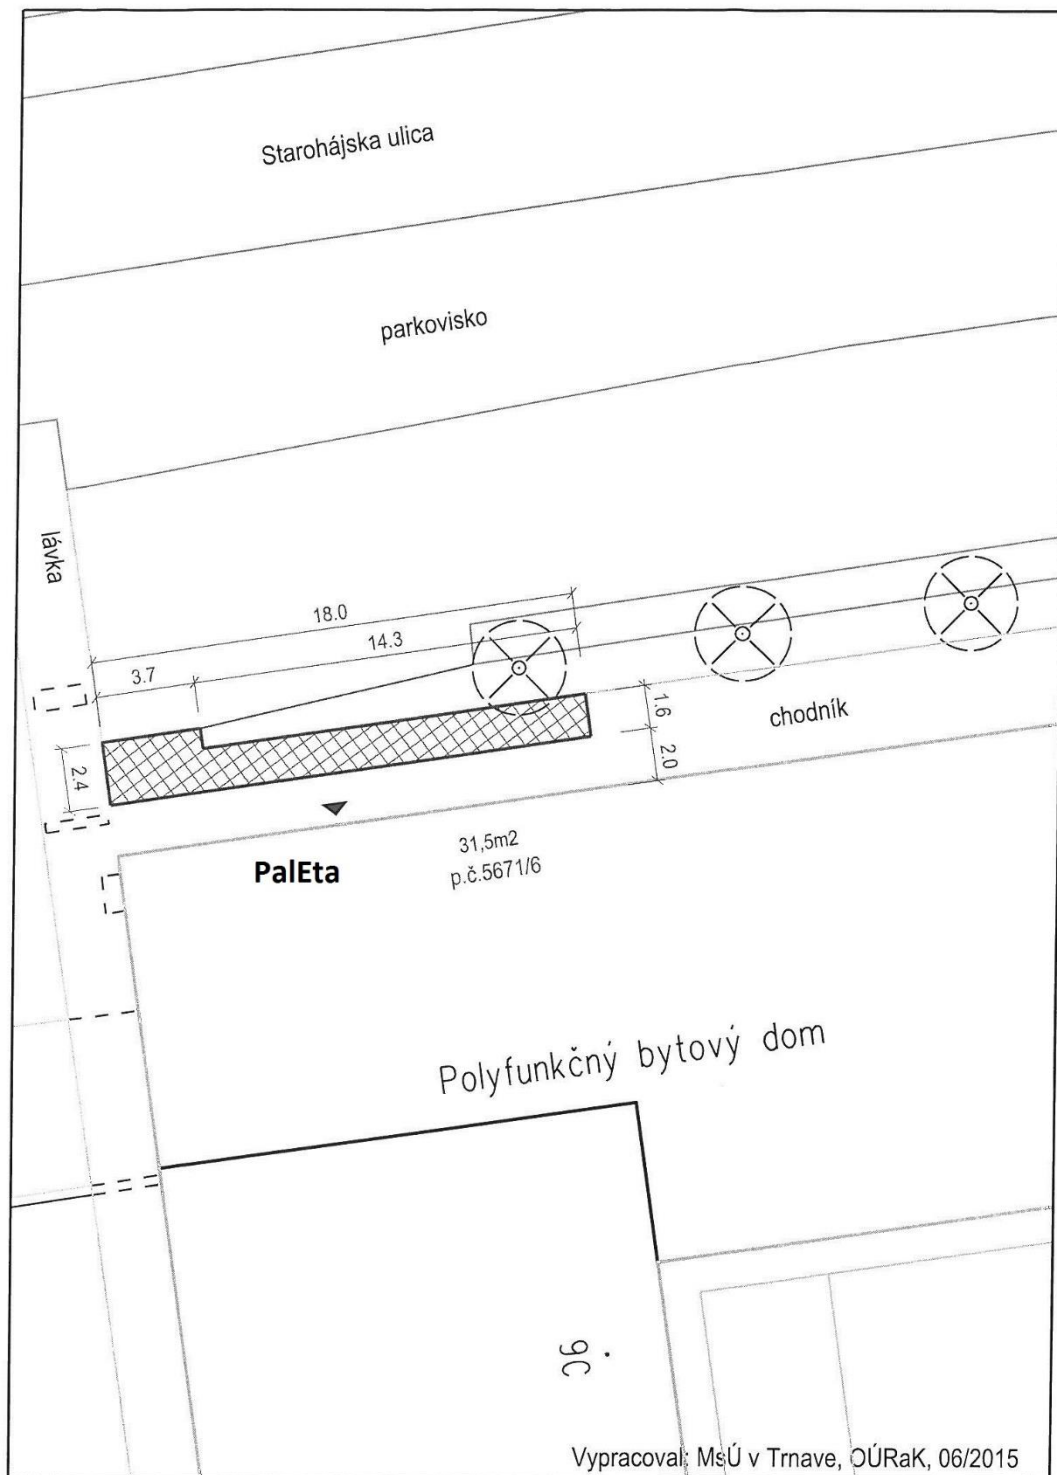 Starohájska ulica
parkovisko
lávka
18.0
14.3
3.7
1.6
2.0
2.4
chodník
31,5m2
p.č.5671/6
PalEta
Polyfunkčný bytový dom
9C
Vypracoval: MsÚ v Trnave, OÚRaK, 06/2015